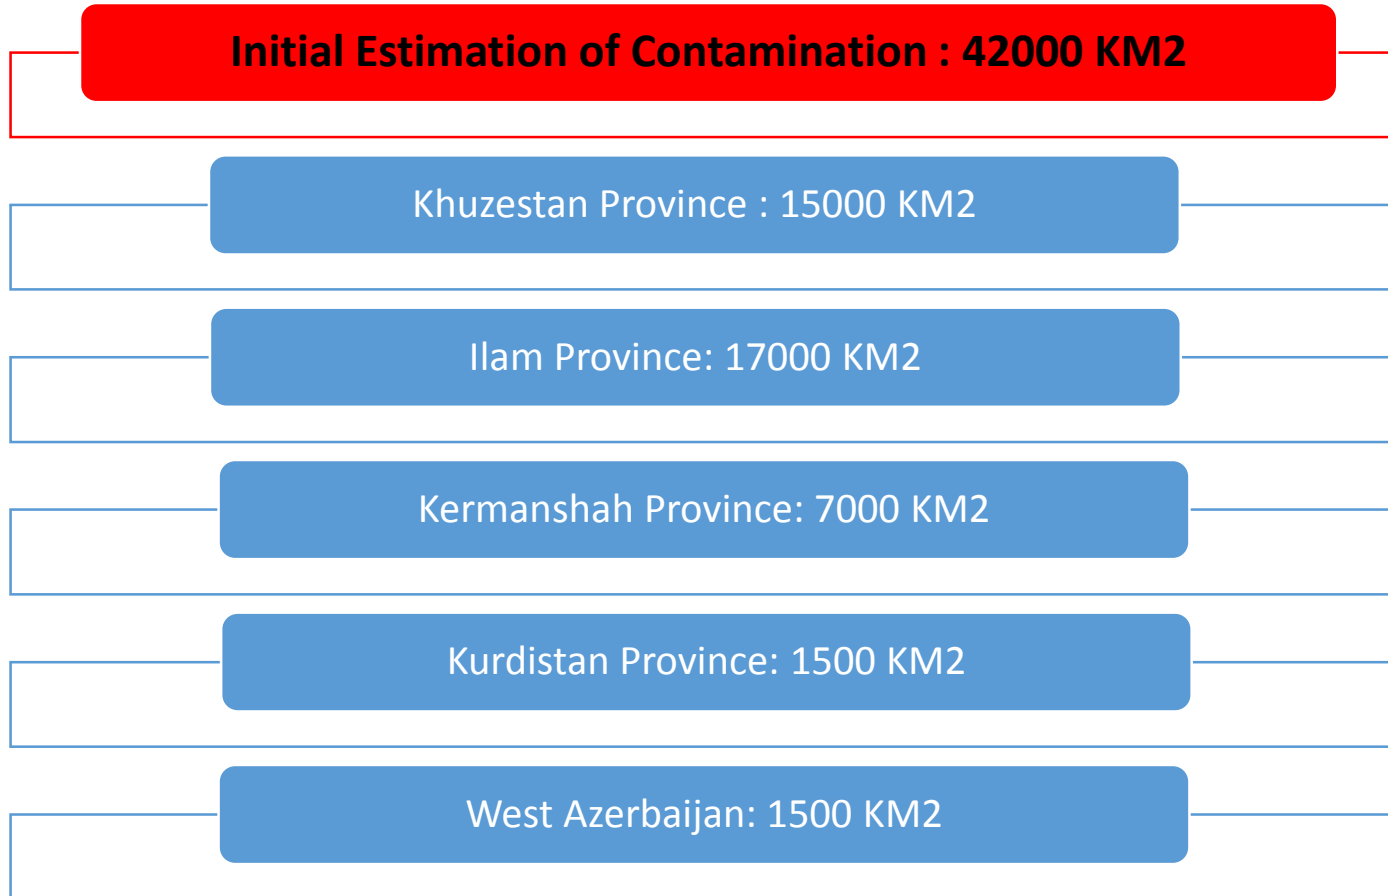 Initial Estimation of Contamination : 42000 KM2
Khuzestan Province : 15000 KM2
Ilam Province: 17000 KM2
Kermanshah Province: 7000 KM2
Kurdistan Province: 1500 KM2
West Azerbaijan: 1500 KM2